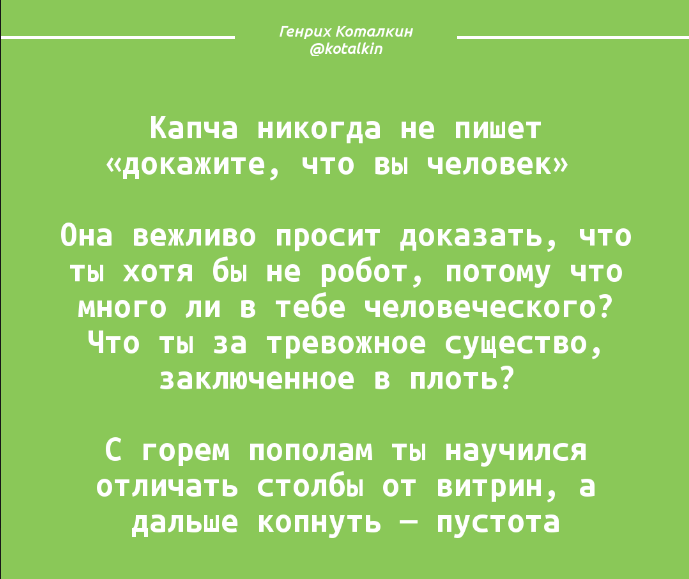 Генрих Коталкин
@kotalkin
Капча никогда не пишет
«докажите, что вы человек»
Она вежливо просит доказать, что
ты хотя бы не робот, потому что
много ли в тебе человеческого?
Что ты за тревожное существо,
заключенное в плоть?
С горем пополам ты научился
отличать столбы от витрин, а
дальше копнуть — пустота